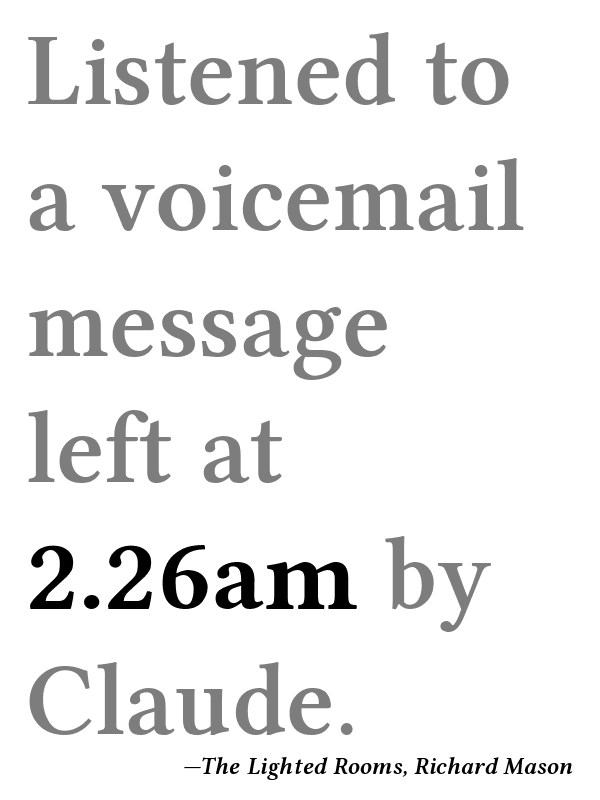 Listened to
a voicemail
message
left at
2.26am by
Claude.
—The Lighted Rooms, Richard Mason